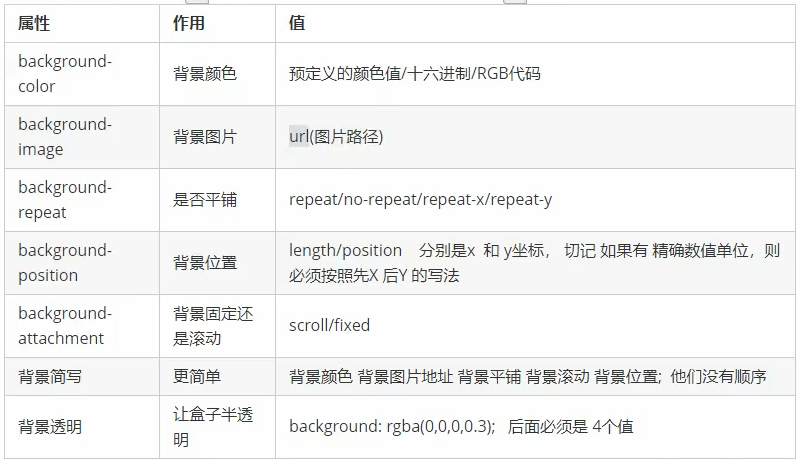 属性 作用 值
background-color 背景颜色 预定义的颜色值/十六进制/RGB代码
background-image 背景图片 url(图片路径)
background-repeat 是否平铺 repeat/no-repeat/repeat-x/repeat-y
background-position 背景位置 length/position 分别是x 和 y坐标， 切记 如果有 精确数值单位，则必须按照先X 后Y 的写法
background-attachment 背景固定还是滚动 scroll/fixed
背景简写 更简单 背景颜色 背景图片地址 背景平铺 背景滚动 背景位置; 他们没有顺序
背景透明 让盒子半透明 background: rgba(0,0,0,0.3); 后面必须是 4个值